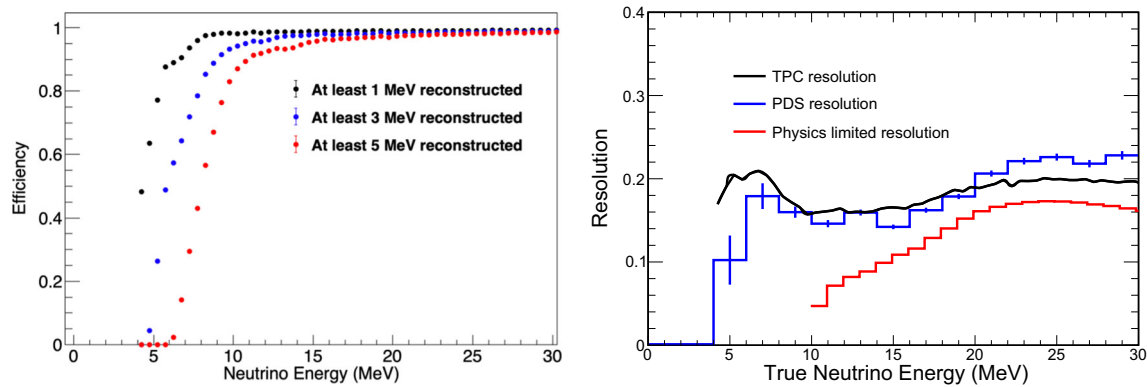 1
0.8
0.6
0.4
0.2
0
Efficiency
At least 1 MeV reconstructed
At least 3 MeV reconstructed
At least 5 MeV reconstructed
0 5 10 15 20 25 30
Neutrino Energy (MeV)
0.4
0.3
0.2
0.1
0
Resolution
TPC resolution
PDS resolution
Physics limited resolution
0 5 10 15 20 25 30
True Neutrino Energy (MeV)